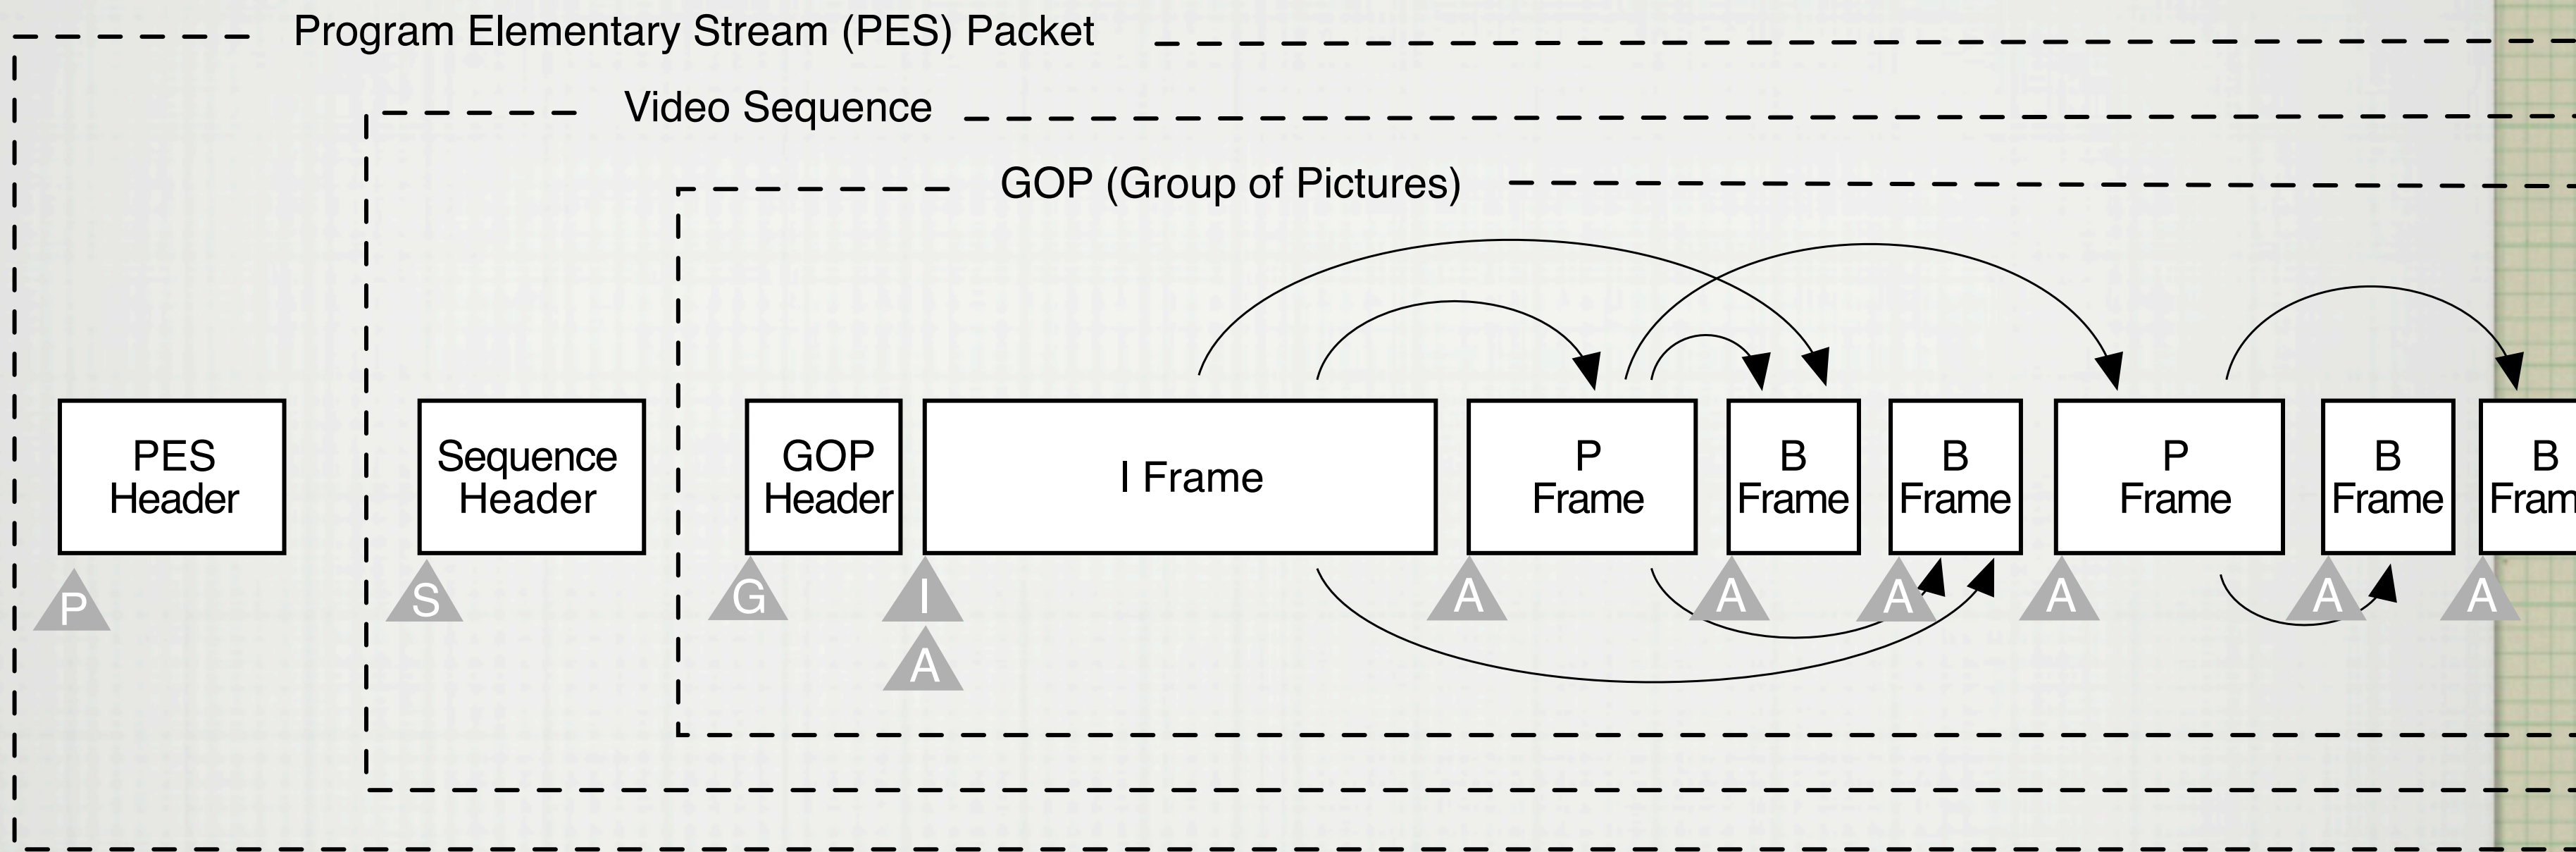 Program Elementary Stream (PES) Packet
Video Sequence
GOP (Group of Pictures)
PES
Header
Sequence
Header
GOP
Header
I Frame
P
Frame
B
Frame
B
Frame
P
Frame
B
Frame
B
Fram
P
S
G
I
A
A
A
A
A
A
A